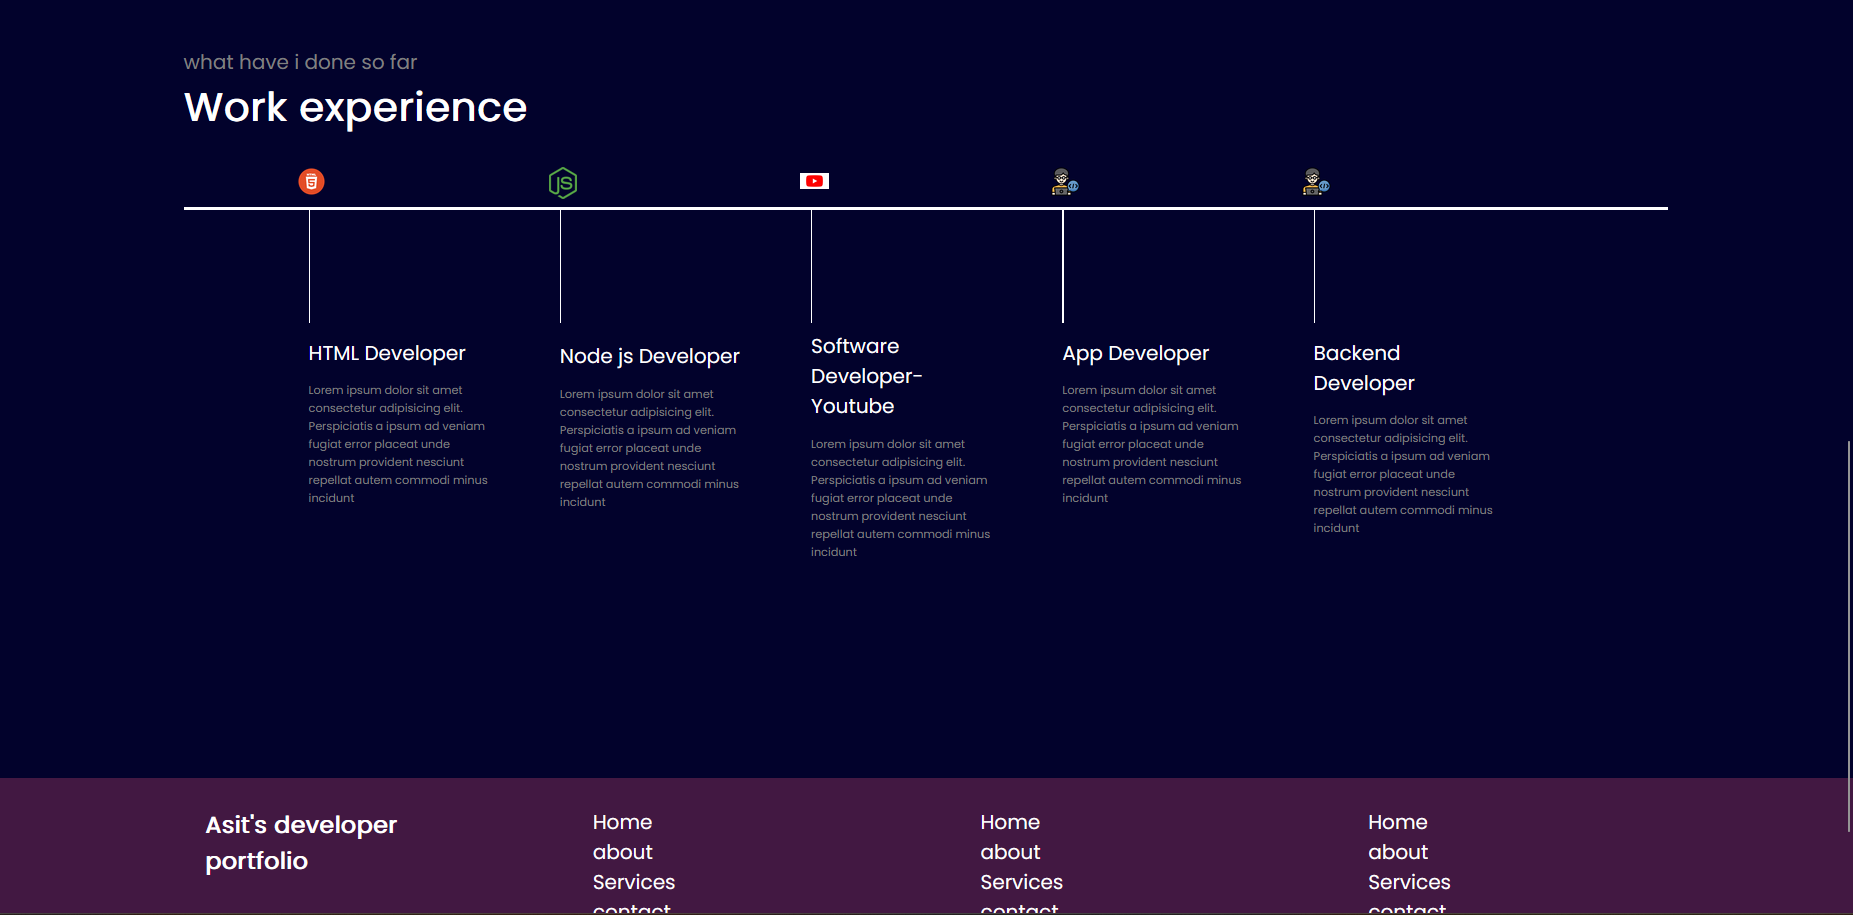 what have i done so far
Work experience
JS
HTML Developer
Lorem ipsum dolor sit amet
consectetur adipisicing elit.
Perspiciatis a ipsum ad veniam
fugiat error placeat unde
nostrum provident nesciunt
repellat autem commodi minus
incidunt
Node js Developer
Lorem ipsum dolor sit amet
consectetur adipisicing elit.
Perspiciatis a ipsum ad veniam
fugiat error placeat unde
nostrum provident nesciunt
repellat autem commodi minus
incidunt
Software
Developer-
Youtube
Lorem ipsum dolor sit amet
consectetur adipisicing elit.
Perspiciatis a ipsum ad veniam
fugiat error placeat unde
nostrum provident nesciunt
repellat autem commodi minus
incidunt
App Developer
Lorem ipsum dolor sit amet
consectetur adipisicing elit.
Perspiciatis a ipsum ad veniam
fugiat error placeat unde
nostrum provident nesciunt
repellat autem commodi minus
incidunt
Backend
Developer
Lorem ipsum dolor sit amet
consectetur adipisicing elit.
Perspiciatis a ipsum ad veniam
fugiat error placeat unde
nostrum provident nesciunt
repellat autem commodi minus
incidunt
Asit's developer
portfolio
Home
about
Services
contact
Home
about
Services
contact
Home
about
Services
contact